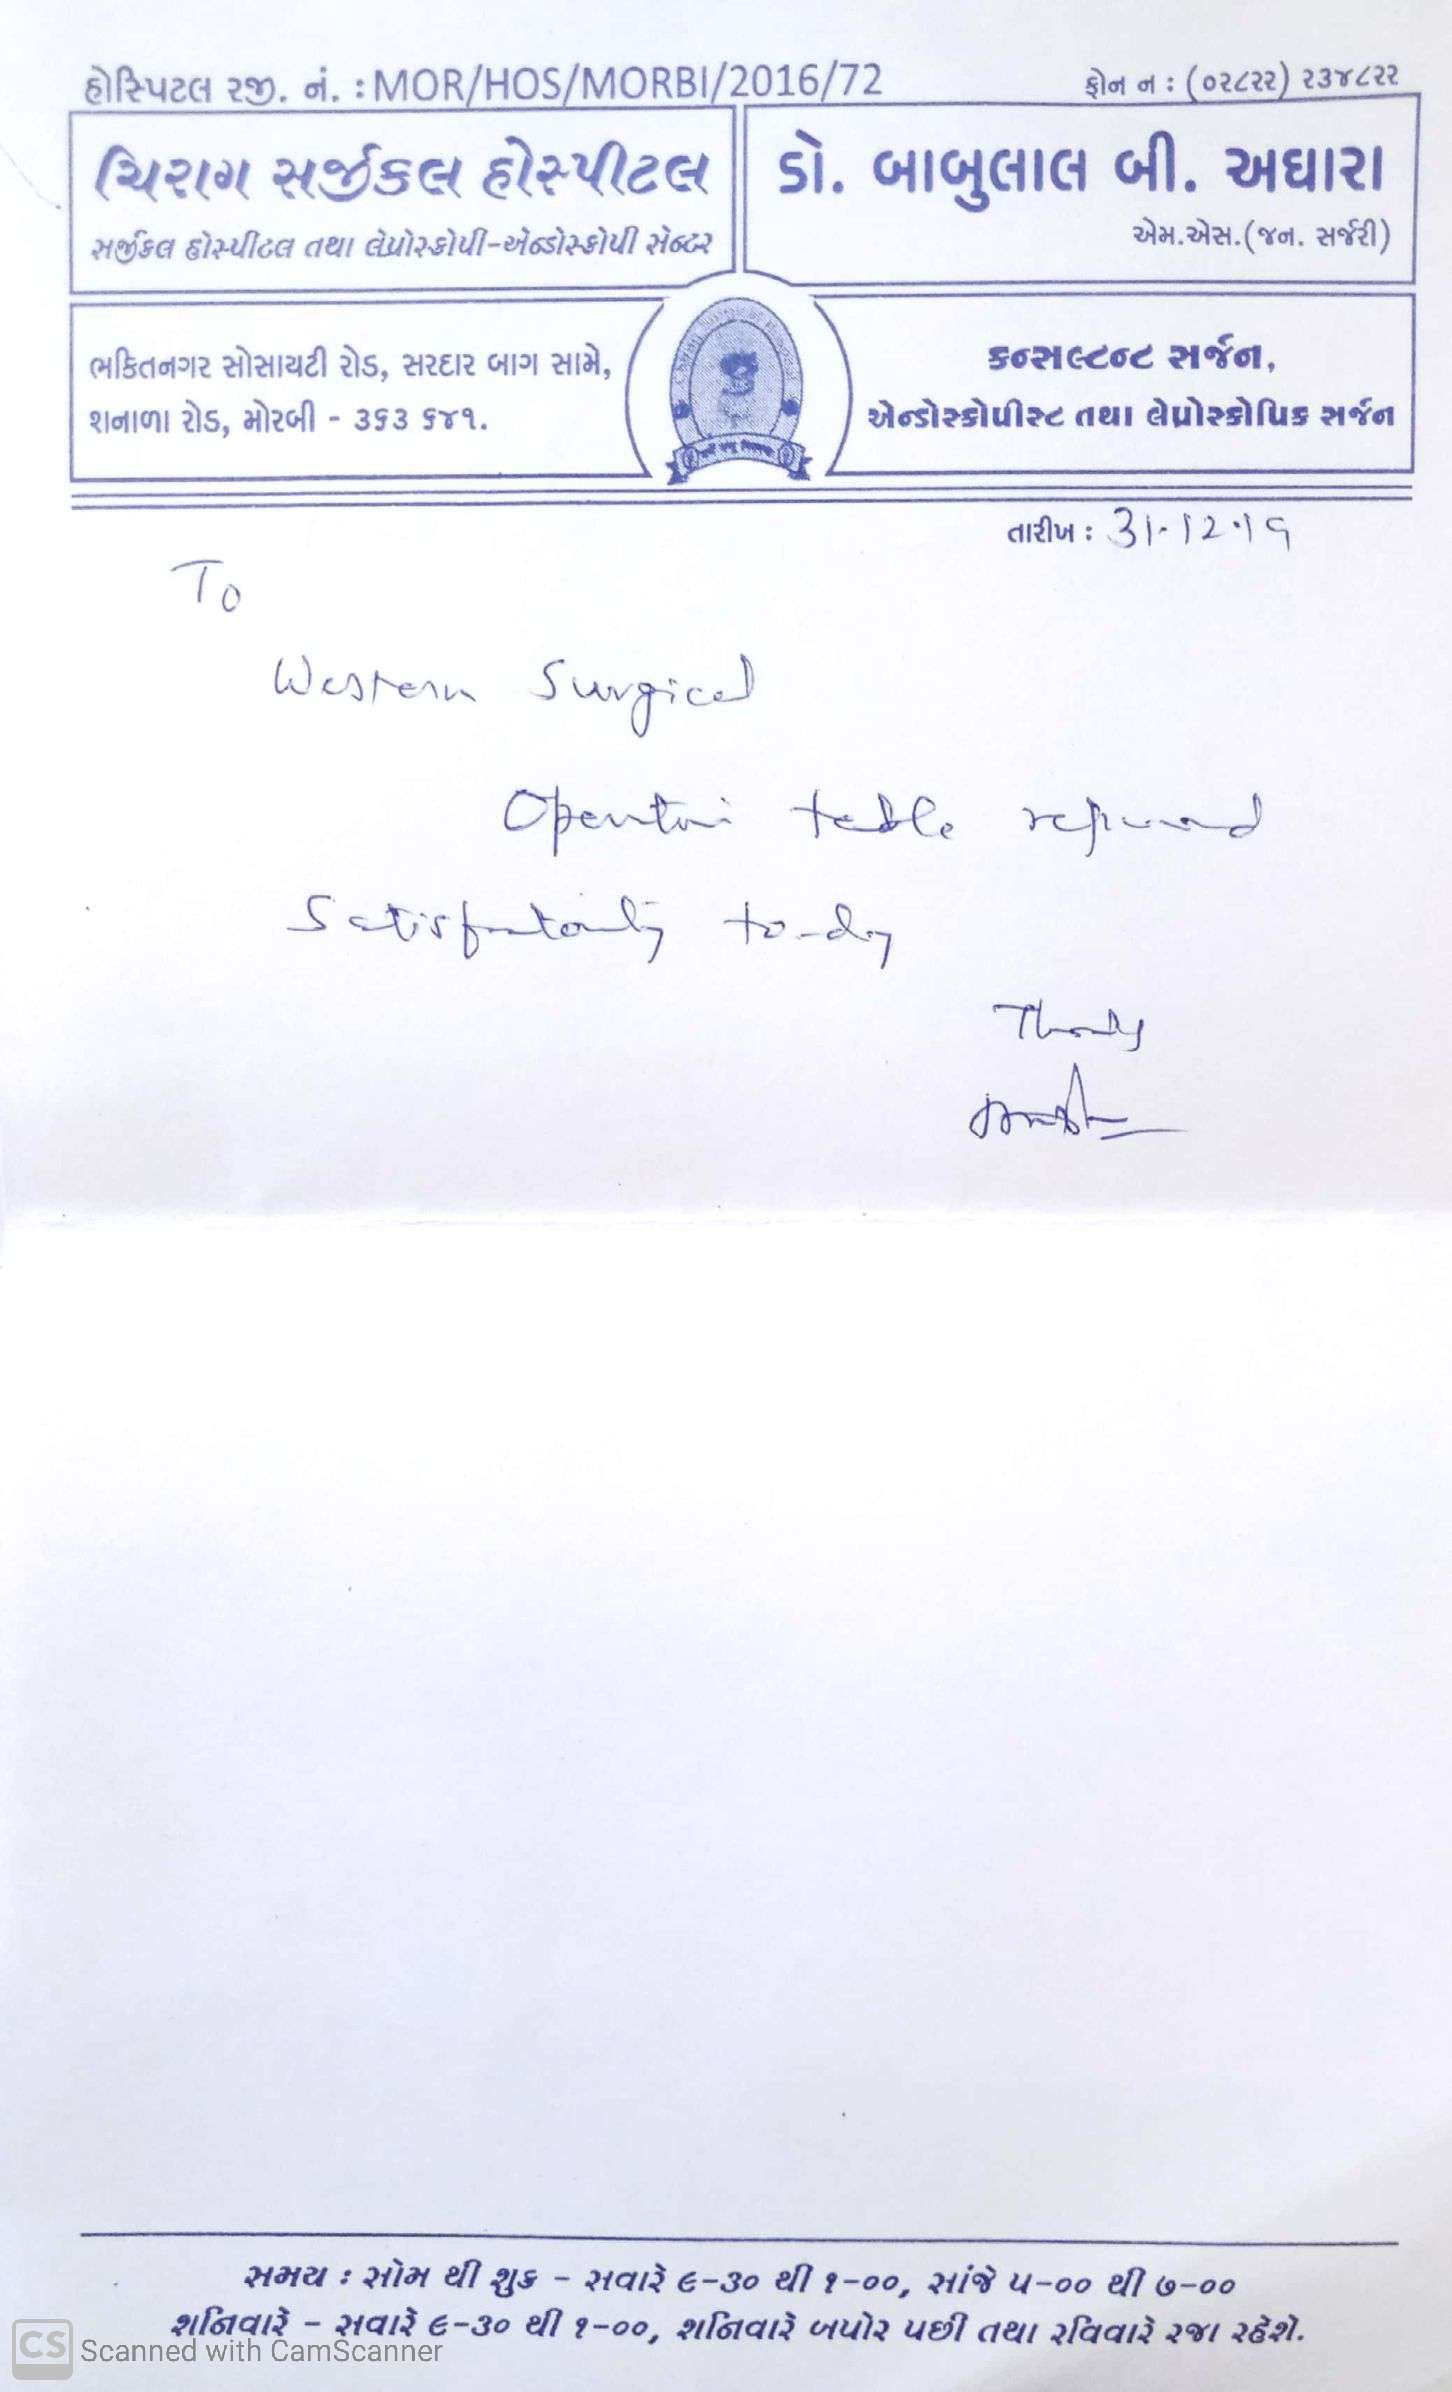 હોસ્પિટલ રજી. નં. : MOR/HOS/MORBI/2016/72
ફોન નં : (૦૨૮૨૨) ૨૩૪૮૨૨
ચિરાગ સર્જીકલ હોસ્પીટલ
સર્જીકલ હોસ્પીટલ તથા લેપ્રોસ્કોપી-એન્ડોસ્કોપી સેન્ટર
ડો. બાબુલાલ બી. અઘારા
એમ.એસ.(જન. સર્જરી)
ભકિતનગર સોસાયટી રોડ, સરદાર બાગ સામે,
શનાળા રોડ, મોરબી - ૩૬૩ ૬૪૧.
કન્સલ્ટન્ટ સર્જન,
એન્ડોસ્કોપીસ્ટ તથા લેપ્રોસ્કોપિક સર્જન
તારીખ : 31.12.19
To
Western Surgical
Operation table repaired
Satisfactorily to-day
Thanks
સમય : સોમ થી શુક્ર - સવારે ૯-૩૦ થી ૧-૦૦, સાંજે ૫-૦૦ થી ૭-૦૦
શનિવારે - સવારે ૯-૩૦ થી ૧-૦૦, શનિવારે બપોર પછી તથા રવિવારે રજા રહેશે.
CS Scanned with CamScanner